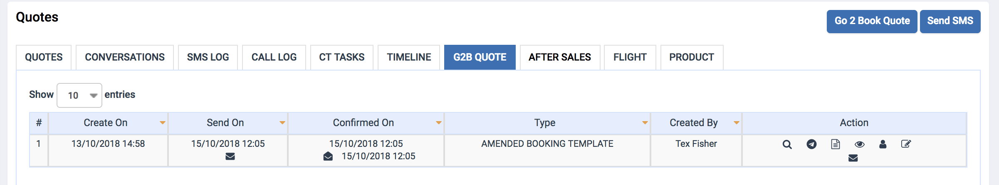 Quotes
Go 2 Book Quote Send SMS
QUOTES CONVERSATIONS SMS LOG CALL LOG CT TASKS TIMELINE G2B QUOTE AFTER SALES FLIGHT PRODUCT
Show 10 entries
# Create On Send On Confirmed On Type Created By Action
1 13/10/2018 14:58 15/10/2018 12:05 15/10/2018 12:05 AMENDED BOOKING TEMPLATE Tex Fisher
15/10/2018 12:05